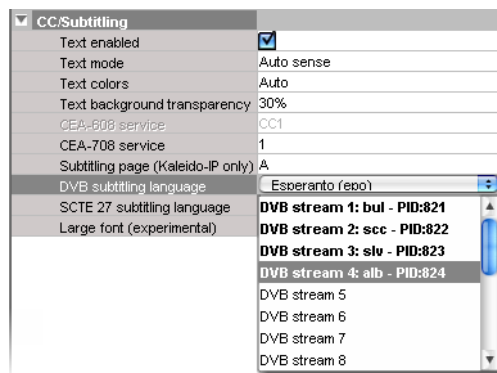 CC/Subtitling
Text enabled
Text mode Auto sense
Text colors Auto
Text background transparency 30%
CEA-608 service CC1
CEA-708 service 1
Subtitling page (Kaleido-IP only) A
DVB subtitling language Esperanto (epo)
SCTE 27 subtitling language DVB stream 1: bul - PID:821
Large font (experimental) DVB stream 2: scc - PID:822
DVB stream 3: slv - PID:823
DVB stream 4: alb - PID:824
DVB stream 5
DVB stream 6
DVB stream 7
DVB stream 8